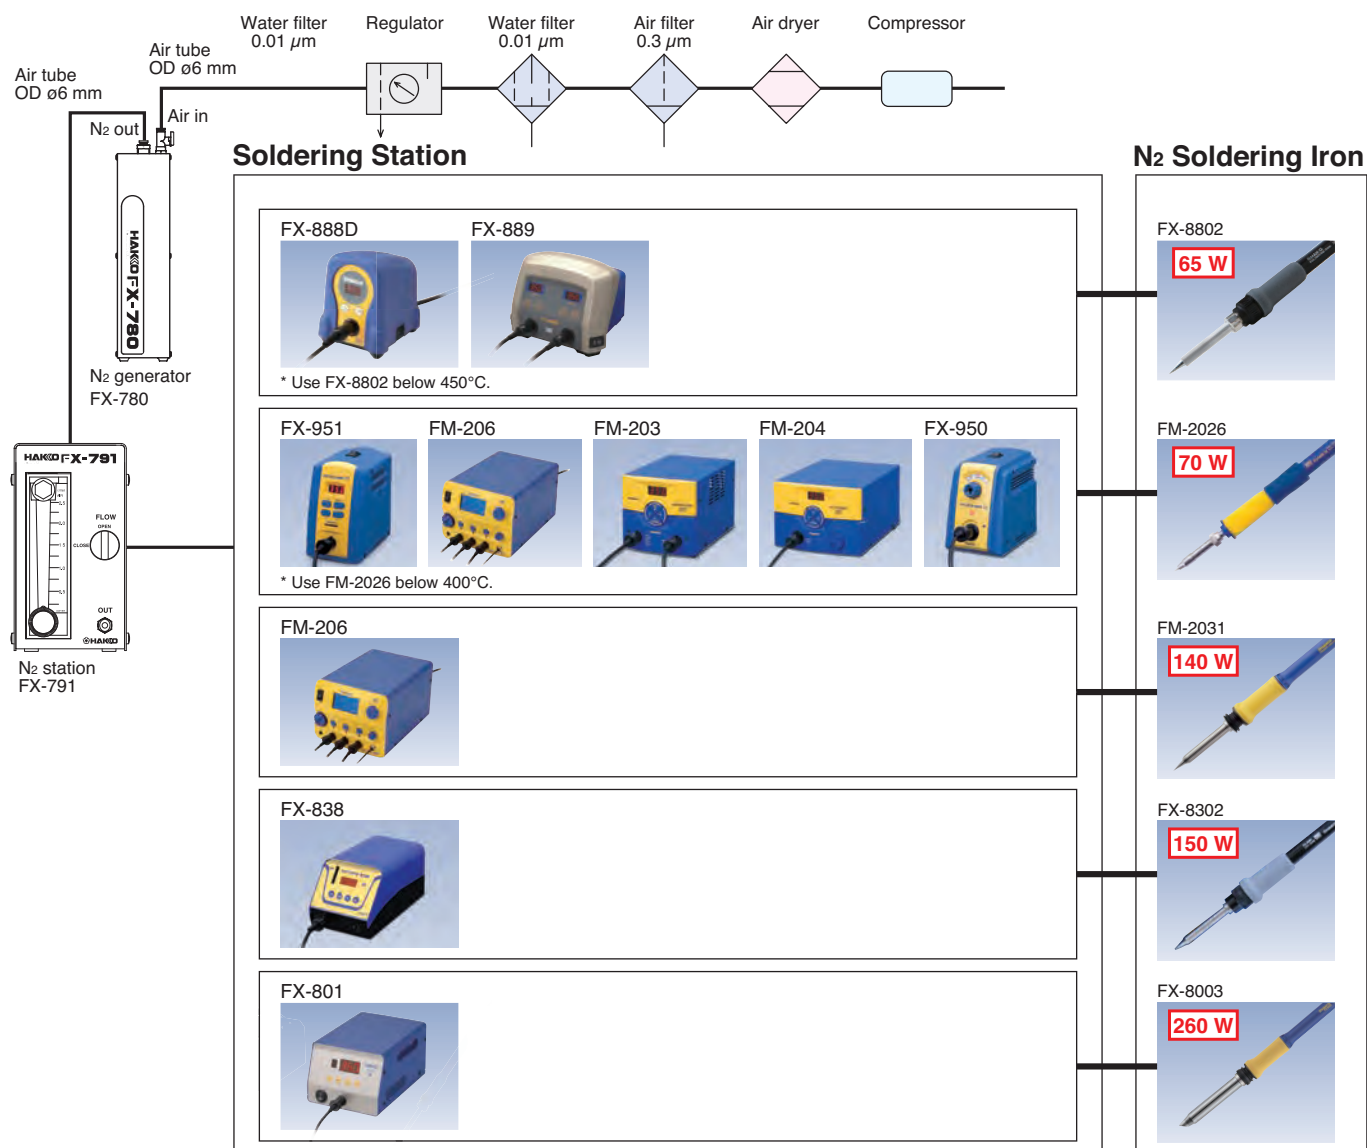 Water filter
0.01 µm
Regulator
Water filter
0.01 µm
Air filter
0.3 µm
Air dryer
Compressor
Air tube
OD ø6 mm
Air tube
OD ø6 mm
N2 out
Air in
HAKKO FX-780
N2 generator
FX-780
HAKKO FX-791
FLOW
OPEN
CLOSE
OUT
HAKKO
N2 station
FX-791
Soldering Station
FX-888D
FX-889
* Use FX-8802 below 450°C.
FX-951
FM-206
FM-203
FM-204
FX-950
* Use FM-2026 below 400°C.
FM-206
FX-838
FX-801
N2 Soldering Iron
FX-8802
65 W
FM-2026
70 W
FM-2031
140 W
FX-8302
150 W
FX-8003
260 W